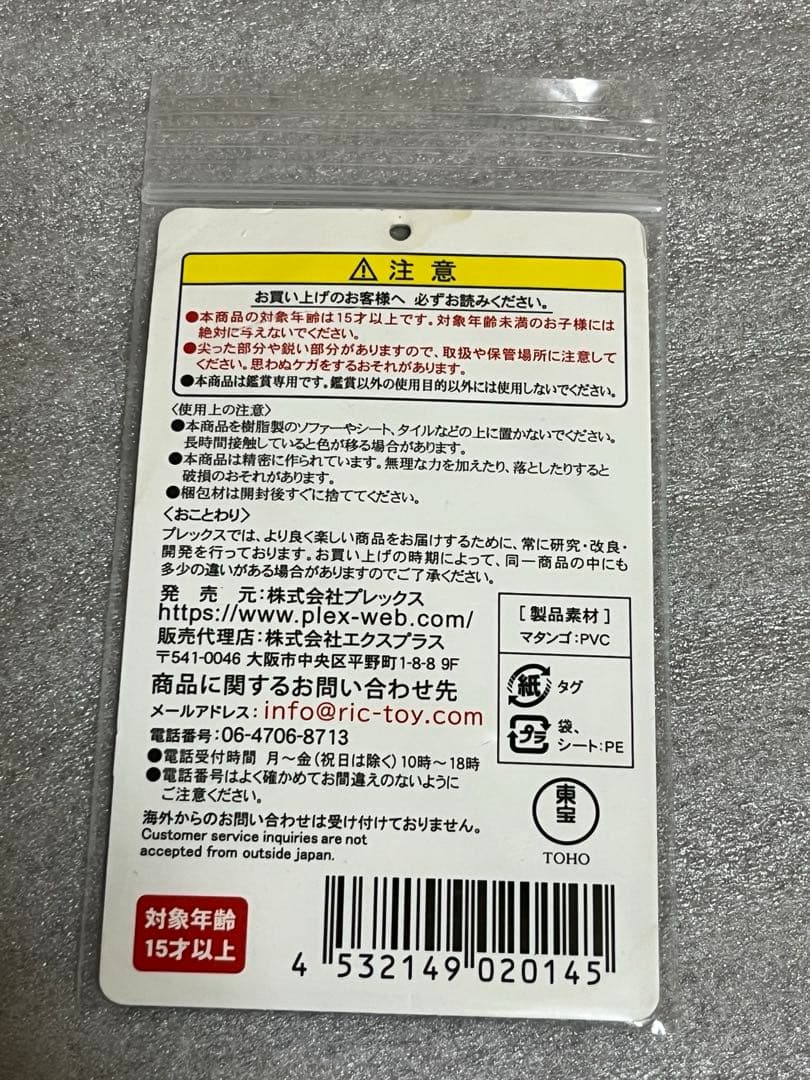 ⚠ 注意
お買い上げのお客様へ 必ずお読みください。
●本商品の対象年齢は15才以上です。対象年齢未満のお子様には
絶対に与えないでください。
●尖った部分や鋭い部分がありますので、取扱や保管場所に注意して
ください。思わぬケガをするおそれがあります。
●本商品は鑑賞専用です。鑑賞以外の使用目的以外には使用しないでください。
〈使用上の注意〉
●本商品を樹脂製のソファーやシート、タイルなどの上に置かないでください。
長時間接触していると色が移る場合があります。
●本商品は精密に作られています。無理な力を加えたり、落としたりすると
破損のおそれがあります。
●梱包材は開封後すぐに捨ててください。
〈おことわり〉
プレックスでは、より良く楽しい商品をお届けするために、常に研究・改良・
開発を行っております。お買い上げの時期によって、同一商品の中にも
多少の違いがある場合がありますのでご了承ください。
発売元:株式会社プレックス
https://www.plex-web.com/
販売代理店:株式会社エクスプラス
〒541-0046 大阪市中央区平野町1-8-8 9F
商品に関するお問い合わせ先
メールアドレス: info@ric-toy.com
電話番号:06-4706-8713
●電話受付時間 月～金(祝日は除く)10時～18時
●電話番号はよく確かめてお間違えのないように
ご注意ください。
海外からのお問い合わせは受け付けておりません。
Customer service inquiries are not
accepted from outside japan.
[製品素材]
マタンゴ:PVC
紙 タグ
プラ 袋、
シート:PE
東宝
TOHO
対象年齢
15才以上
4 532149 020145